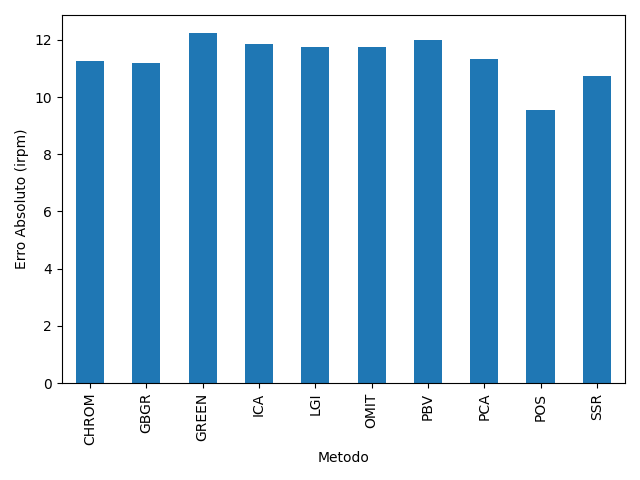 12
10
8
6
4
2
0
Erro Absoluto (irpm)
CHROM
GBGR
GREEN
ICA
LGI
OMIT
PBV
PCA
POS
SSR
Metodo